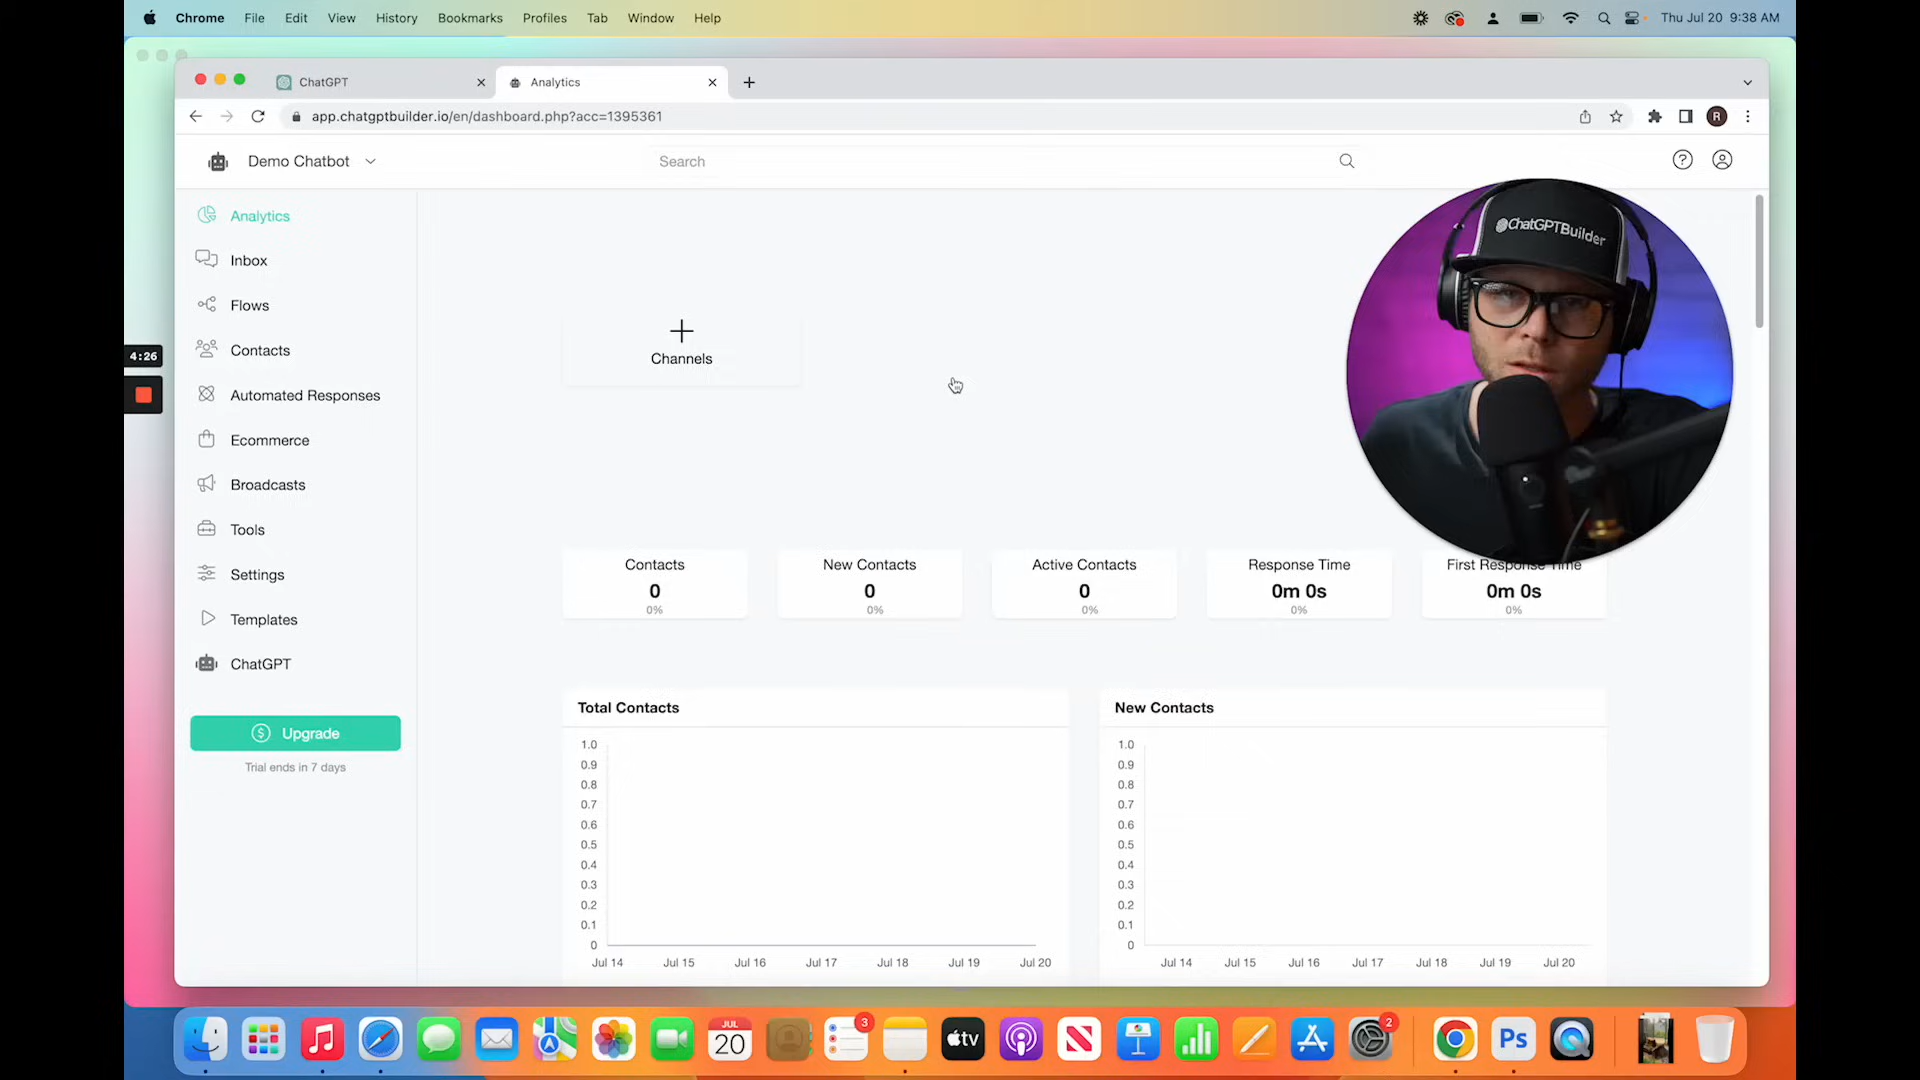 Chrome File Edit View History Bookmarks Profiles Tab Window Help Thu Jul 20 9:38 AM
ChatGPT Analytics
app.chatgptbuilder.io/en/dashboard.php?acc=1395361 R
Demo Chatbot Search
ChatGPTBuilder
Analytics
Inbox
Flows
Contacts
Automated Responses
Ecommerce
Broadcasts
Tools
Settings
Templates
ChatGPT
Upgrade
Trial ends in 7 days
4:26
Channels
Contacts New Contacts Active Contacts Response Time First Response Time
0 0 0 0m 0s 0m 0s
0% 0% 0% 0% 0%
Total Contacts
1.0
0.9
0.8
0.7
0.6
0.5
0.4
0.3
0.2
0.1
0
Jul 14 Jul 15 Jul 16 Jul 17 Jul 18 Jul 19 Jul 20
New Contacts
1.0
0.9
0.8
0.7
0.6
0.5
0.4
0.3
0.2
0.1
0
Jul 14 Jul 15 Jul 16 Jul 17 Jul 18 Jul 19 Jul 20
JUL
20
3
tv
2
Ps